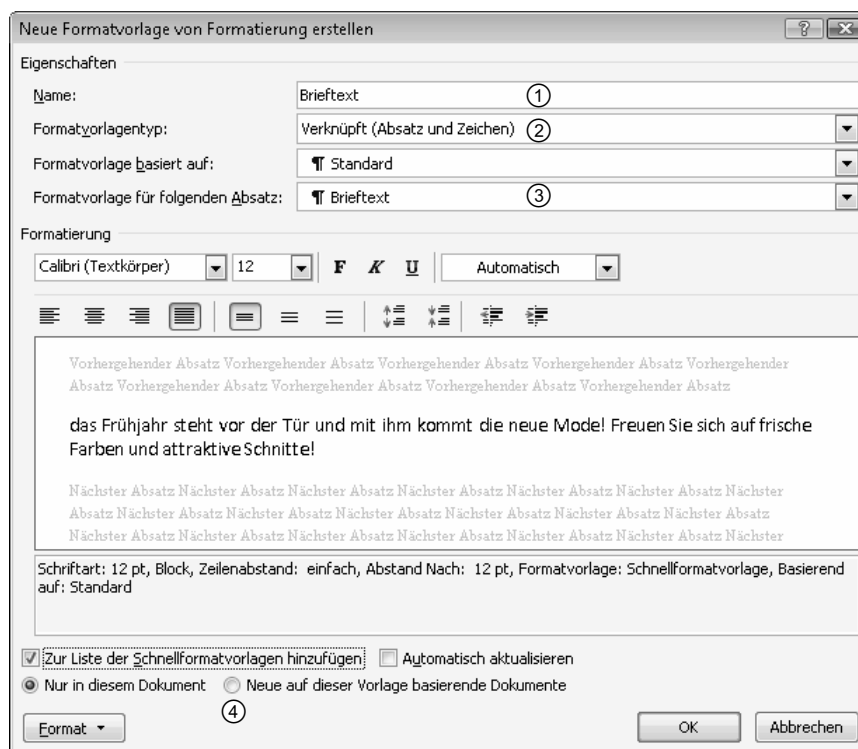 Neue Formatvorlage von Formatierung erstellen
Eigenschaften
Name: Brieftext ①
Formatvorlagentyp: Verknüpft (Absatz und Zeichen) ②
Formatvorlage basiert auf: ¶ Standard
Formatvorlage für folgenden Absatz: ¶ Brieftext ③
Formatierung
Calibri (Textkörper) 12 F K U Automatisch
Vorhergehender Absatz Vorhergehender Absatz Vorhergehender Absatz Vorhergehender Absatz Vorhergehender
Absatz Vorhergehender Absatz Vorhergehender Absatz Vorhergehender Absatz Vorhergehender Absatz
das Frühjahr steht vor der Tür und mit ihm kommt die neue Mode! Freuen Sie sich auf frische
Farben und attraktive Schnitte!
Nächster Absatz Nächster Absatz Nächster Absatz Nächster Absatz Nächster Absatz Nächster Absatz Nächster
Absatz Nächster Absatz Nächster Absatz Nächster Absatz Nächster Absatz Nächster Absatz Nächster Absatz
Nächster Absatz Nächster Absatz Nächster Absatz Nächster Absatz Nächster Absatz Nächster Absatz Nächster
Schriftart: 12 pt, Block, Zeilenabstand: einfach, Abstand Nach: 12 pt, Formatvorlage: Schnellformatvorlage, Basierend
auf: Standard
Zur Liste der Schnellformatvorlagen hinzufügen Automatisch aktualisieren
Nur in diesem Dokument Neue auf dieser Vorlage basierende Dokumente
④
Format OK Abbrechen